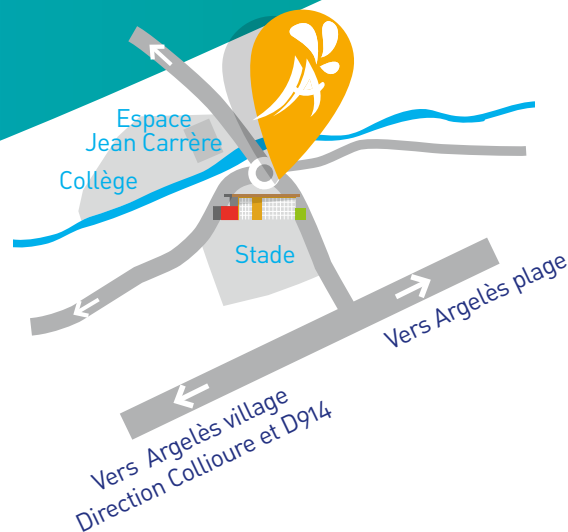 Espace
Jean Carrère
Collège
Stade
Vers Argelès plage
Vers Argelès village
Direction Collioure et D914